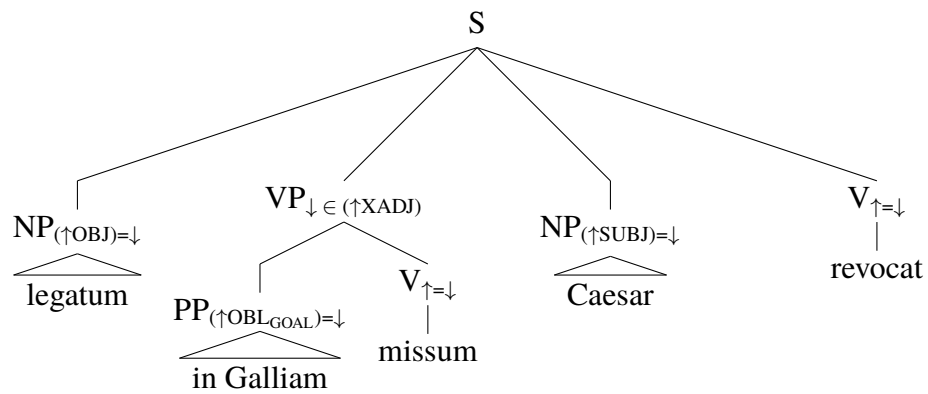 S
NP(↑OBJ)=↓ VP↓ ∈ (↑XADJ) NP(↑SUBJ)=↓ V↑=↓
legatum Caesar revocat
PP(↑OBLGOAL)=↓ V↑=↓
in Galliam missum